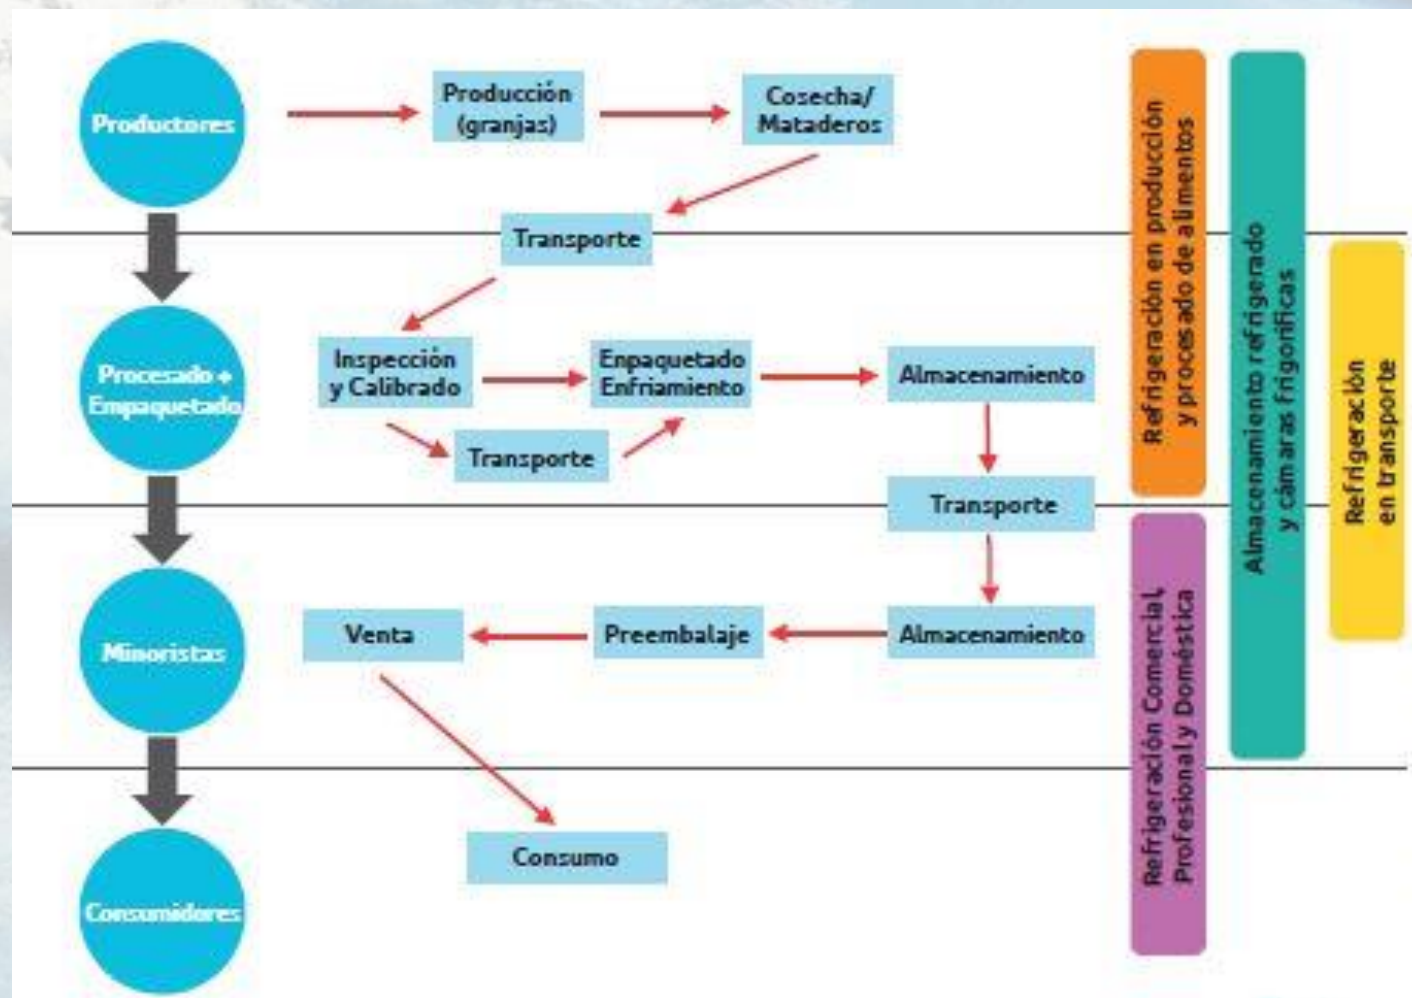 Productores
Producción
(granjas)
Cosecha/
Mataderos
Transporte
Procesado +
Empaquetado
Inspección
y Calibrado
Enpaquetado
Enfriamiento
Almacenamiento
Transporte
Transporte
Minoristas
Venta
Preembalaje
Almacenamiento
Consumidores
Consumo
Refrigeración en producción
y procesado de alimentos
Almacenamiento refrigerado
y cámaras frigoríficas
Refrigeración
en transporte
Refrigeración Comercial,
Profesional y Doméstica